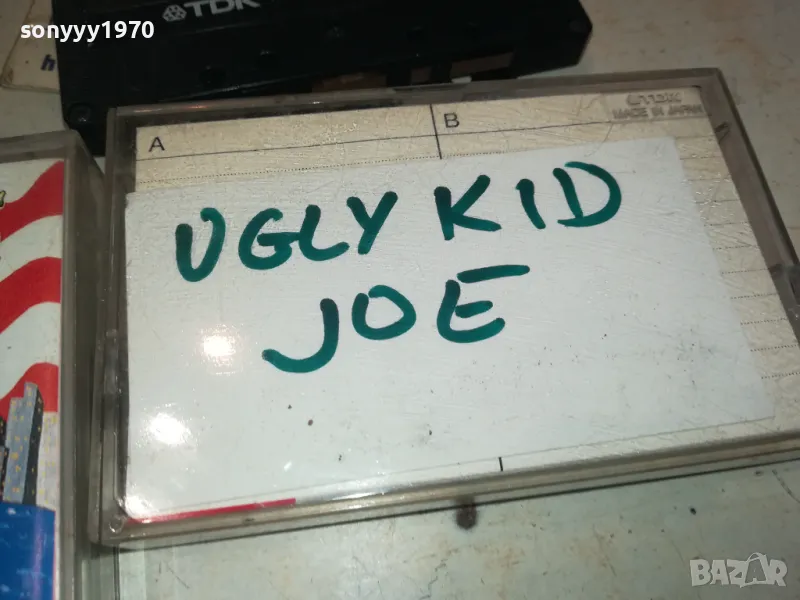 sonyyy1970
TDK
h
A
B
TDK
MADE IN JAPAN
UGLY KID
JOE
BAZAR